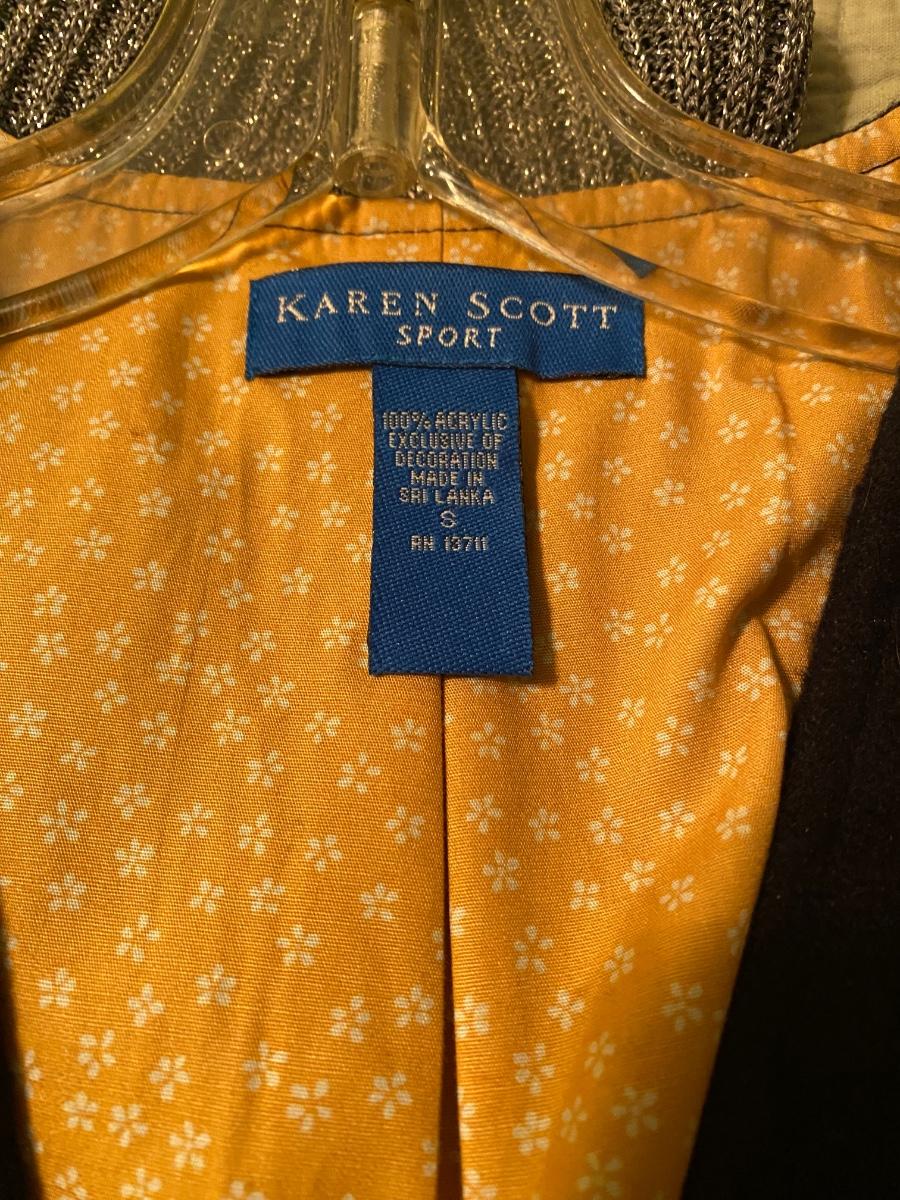 KAREN SCOTT
SPORT
100% ACRYLIC
EXCLUSIVE OF
DECORATION
MADE IN
SRI LANKA
S
RN 13711